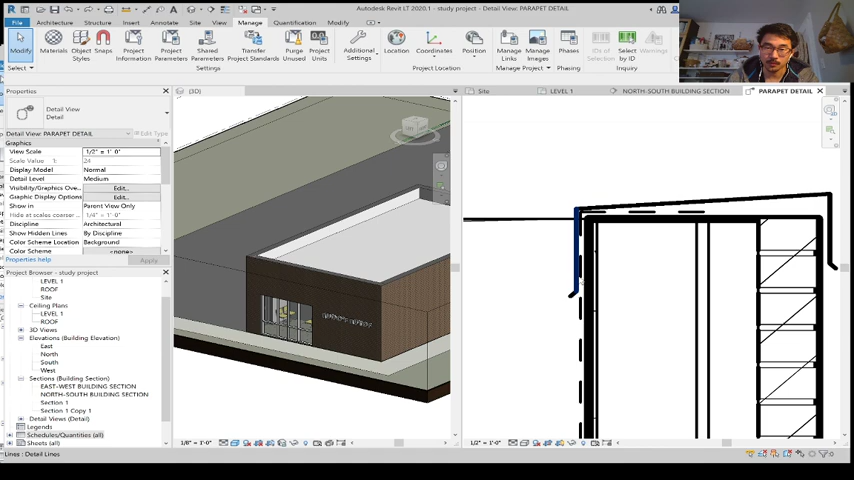 Autodesk Revit LT 2020.1 - study project - Detail View: PARAPET DETAIL
File Architecture Structure Insert Annotate Analyze View Manage Quantification Modify
Modify Materials Object Styles Snaps Project Information Project Parameters Shared Parameters Transfer Project Standards Purge Unused Project Units Additional Settings Location Coordinates Position Manage Links Manage Images Phases IDs of Selection Select by ID
Select Settings Project Location Manage Project Phasing Inquiry
Properties
(3D)
Site
LEVEL 1
NORTH-SOUTH BUILDING SECTION
PARAPET DETAIL
Detail View
Detail
Detail View: PARAPET DETAIL
Edit Type
Graphics
View Scale 1/2" = 1'-0"
Scale Value 1: 24
Display Model Normal
Detail Level Medium
Visibility/Graphics Ove... Edit...
Graphic Display Options Edit...
Show in Parent View Only
Hide at scales coarser ... 1/4" = 1'-0"
Discipline Architectural
Show Hidden Lines By Discipline
Color Scheme Location Background
Color Scheme <none>
Properties help
Apply
Project Browser - study project
LEVEL 1
ROOF
Site
Ceiling Plans
LEVEL 1
ROOF
3D Views
Elevations (Building Elevation)
East
North
South
West
Sections (Building Section)
EAST-WEST BUILDING SECTION
NORTH-SOUTH BUILDING SECTION
Section 1
Section 1 Copy 1
Detail Views (Detail)
Legends
Schedules/Quantities (all)
Sheets (all)
1/8" = 1'-0"
1/2" = 1'-0"
Lines : Detail Lines